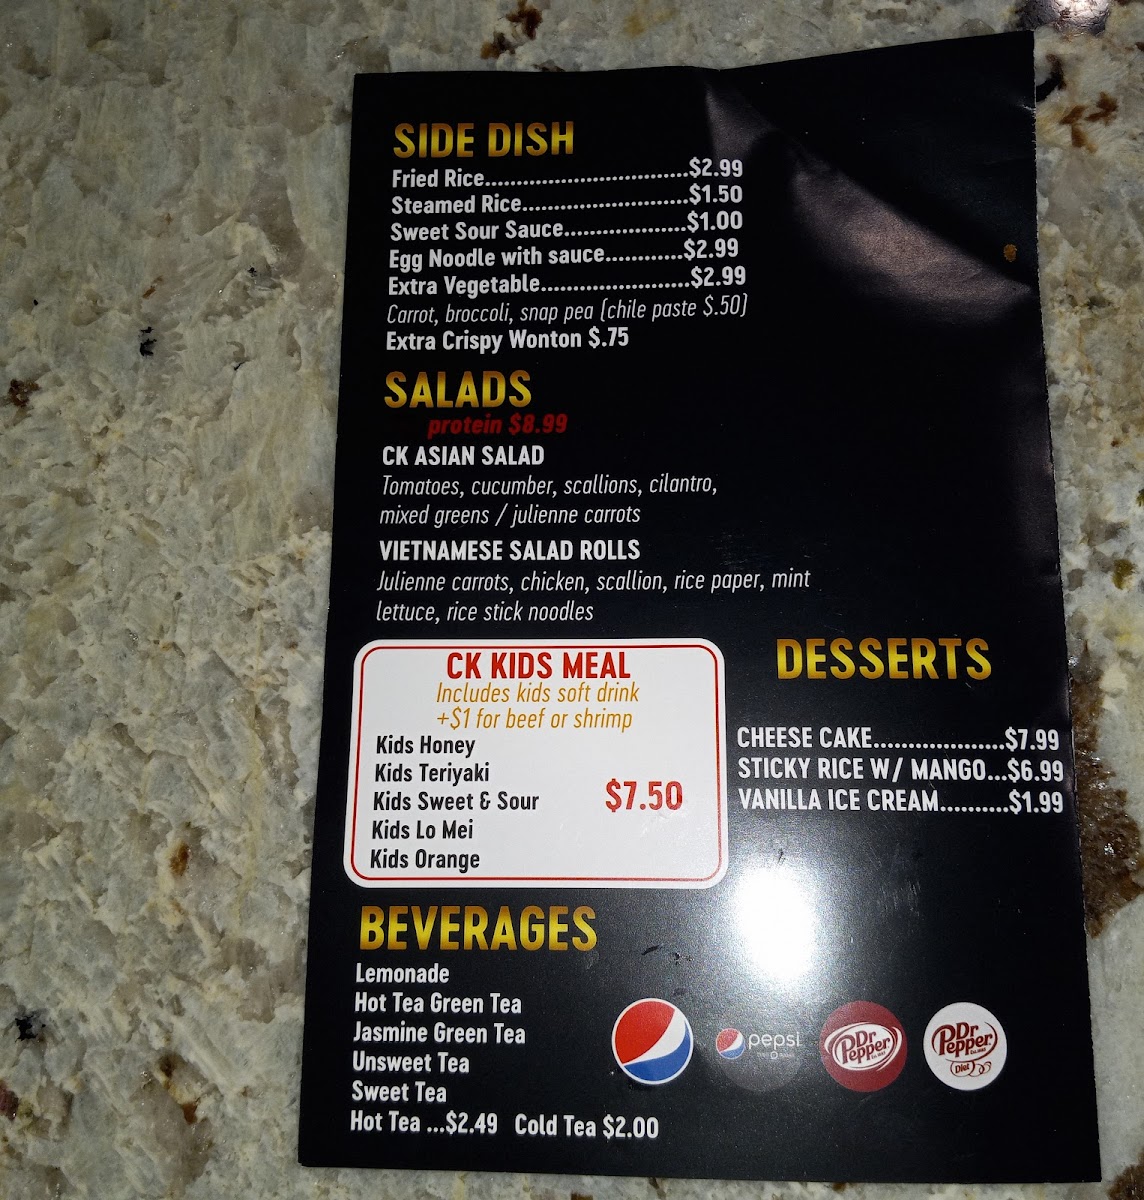 SIDE DISH
Fried Rice.................................$2.99
Steamed Rice...........................$1.50
Sweet Sour Sauce....................$1.00
Egg Noodle with sauce.............$2.99
Extra Vegetable........................$2.99
Carrot, broccoli, snap pea (chile paste $.50)
Extra Crispy Wonton $.75
SALADS
protein $8.99
CK ASIAN SALAD
Tomatoes, cucumber, scallions, cilantro,
mixed greens / julienne carrots
VIETNAMESE SALAD ROLLS
Julienne carrots, chicken, scallion, rice paper, mint
lettuce, rice stick noodles
CK KIDS MEAL
Includes kids soft drink
+$1 for beef or shrimp
Kids Honey
Kids Teriyaki
Kids Sweet & Sour
Kids Lo Mei
Kids Orange
$7.50
DESSERTS
CHEESE CAKE....................$7.99
STICKY RICE W/ MANGO...$6.99
VANILLA ICE CREAM..........$1.99
BEVERAGES
Lemonade
Hot Tea Green Tea
Jasmine Green Tea
Unsweet Tea
Sweet Tea
Hot Tea ...$2.49 Cold Tea $2.00
pepsi
Dr Pepper
Dr Pepper
Diet